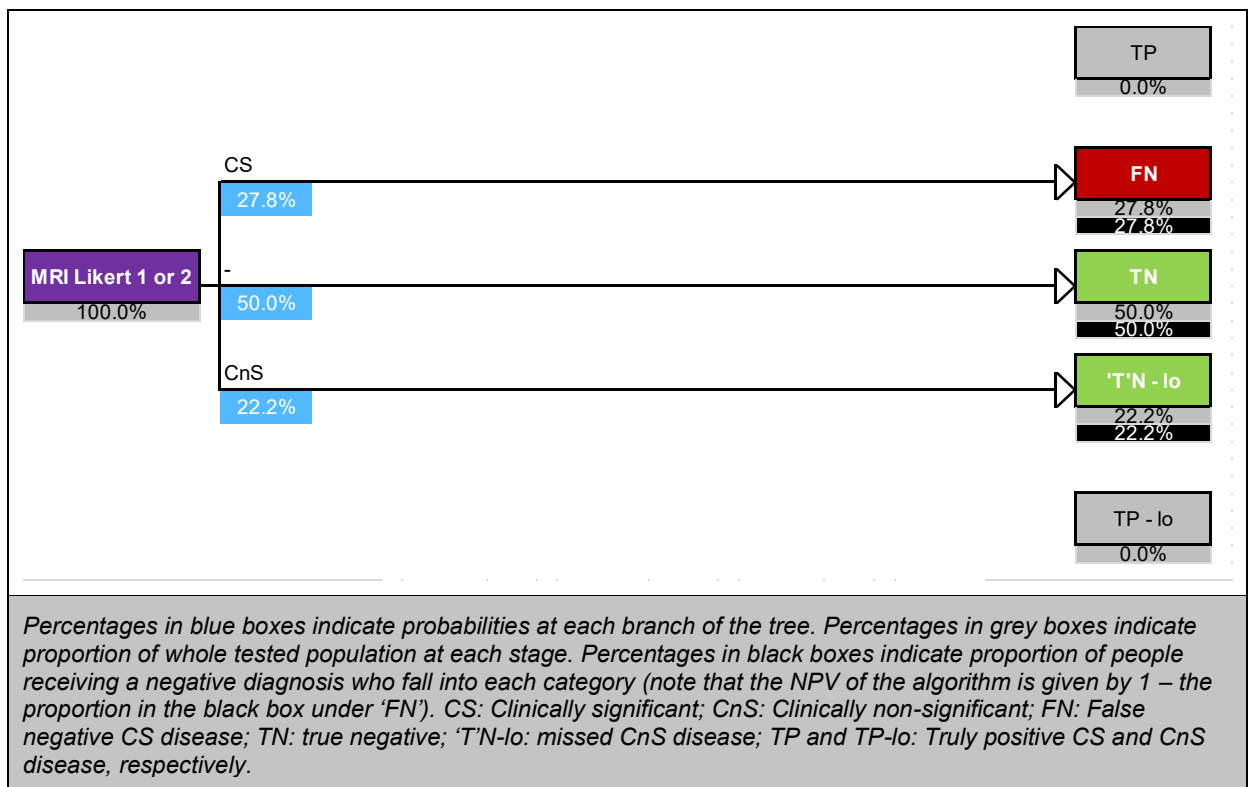 TP
0.0%
CS
27.8%
FN
27.8%
27.8%
MRI Likert 1 or 2
100.0%
-
50.0%
TN
50.0%
50.0%
CnS
22.2%
'T'N - lo
22.2%
22.2%
TP - lo
0.0%
Percentages in blue boxes indicate probabilities at each branch of the tree. Percentages in grey boxes indicate
proportion of whole tested population at each stage. Percentages in black boxes indicate proportion of people
receiving a negative diagnosis who fall into each category (note that the NPV of the algorithm is given by 1 – the
proportion in the black box under ‘FN’). CS: Clinically significant; CnS: Clinically non-significant; FN: False
negative CS disease; TN: true negative; ‘T’N-lo: missed CnS disease; TP and TP-lo: Truly positive CS and CnS
disease, respectively.